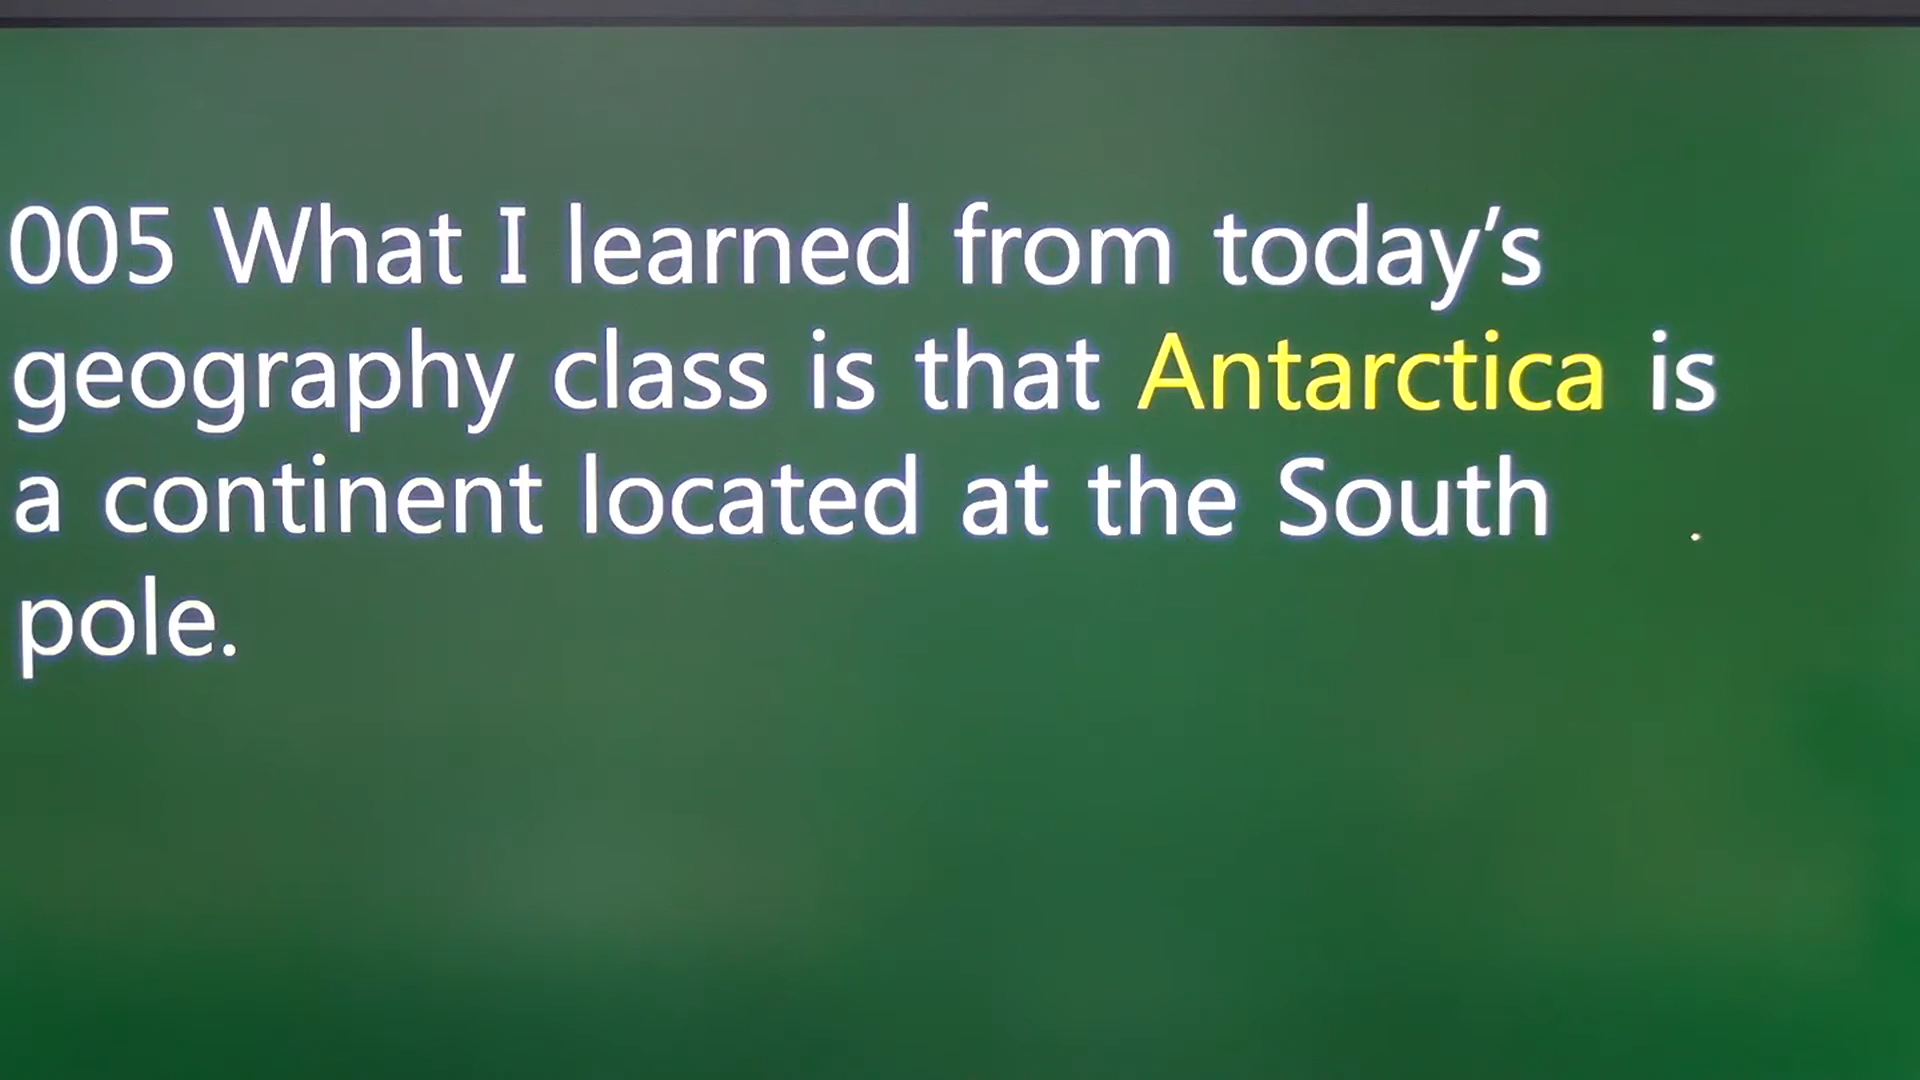 005 What I learned from today’s
geography class is that Antarctica is
a continent located at the South
pole.